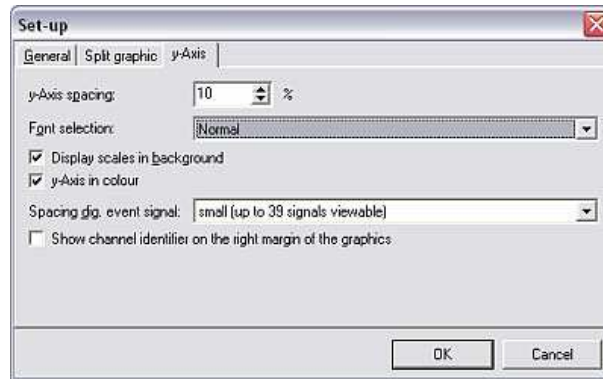 Set-up
General Split graphic y-Axis
y-Axis spacing: 10 %
Font selection: Normal
Display scales in background
y-Axis in colour
Spacing dig. event signal: small (up to 39 signals viewable)
Show channel identifier on the right margin of the graphics
OK Cancel